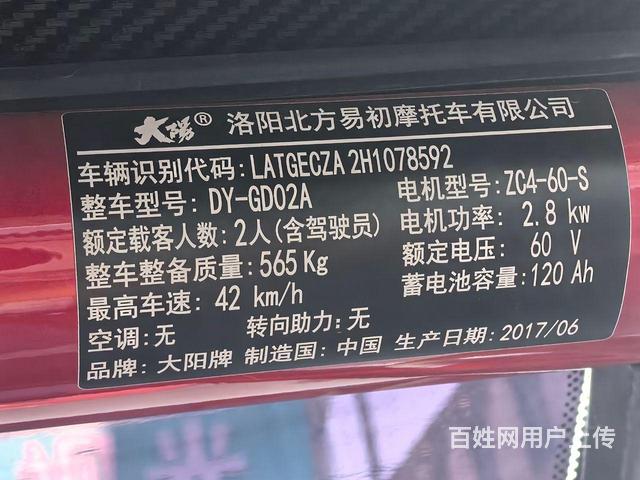 大陽® 洛阳北方易初摩托车有限公司
车辆识别代码: LATGECZA2H1078592
整车型号: DY-GD02A 电机型号: ZC4-60-S
额定载客人数: 2人(含驾驶员) 电机功率: 2.8 kw
整车整备质量: 565Kg 额定电压: 60 V
最高车速: 42 km/h 蓄电池容量: 120 Ah
空调: 无 转向助力: 无
品牌: 大阳牌 制造国: 中国 生产日期: 2017/06
百姓网用户上传